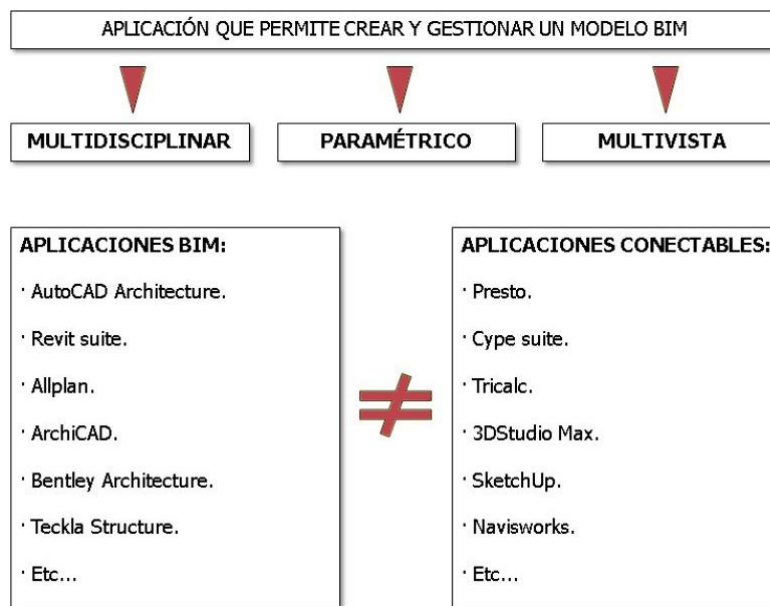 APLICACIÓN QUE PERMITE CREAR Y GESTIONAR UN MODELO BIM
MULTIDISCIPLINAR
PARAMÉTRICO
MULTIVISTA
APLICACIONES BIM:
· AutoCAD Architecture.
· Revit suite.
· Allplan.
· ArchiCAD.
· Bentley Architecture.
· Teckla Structure.
· Etc...
≠
APLICACIONES CONECTABLES:
· Presto.
· Cype suite.
· Tricalc.
· 3DStudio Max.
· SketchUp.
· Navisworks.
· Etc...